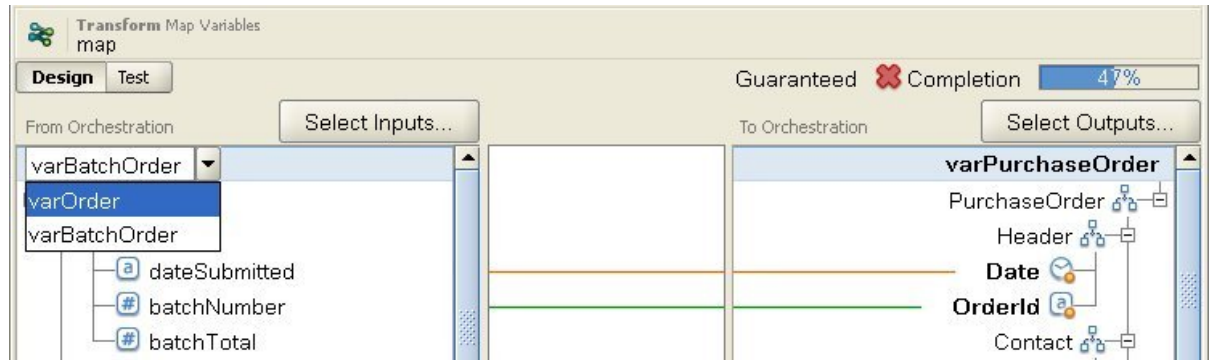 Transform Map Variables
map
Design Test
Guaranteed Completion 47%
From Orchestration Select Inputs... To Orchestration Select Outputs...
varBatchOrder varPurchaseOrder
varOrder PurchaseOrder
varBatchOrder Header
dateSubmitted Date
batchNumber OrderId
batchTotal Contact